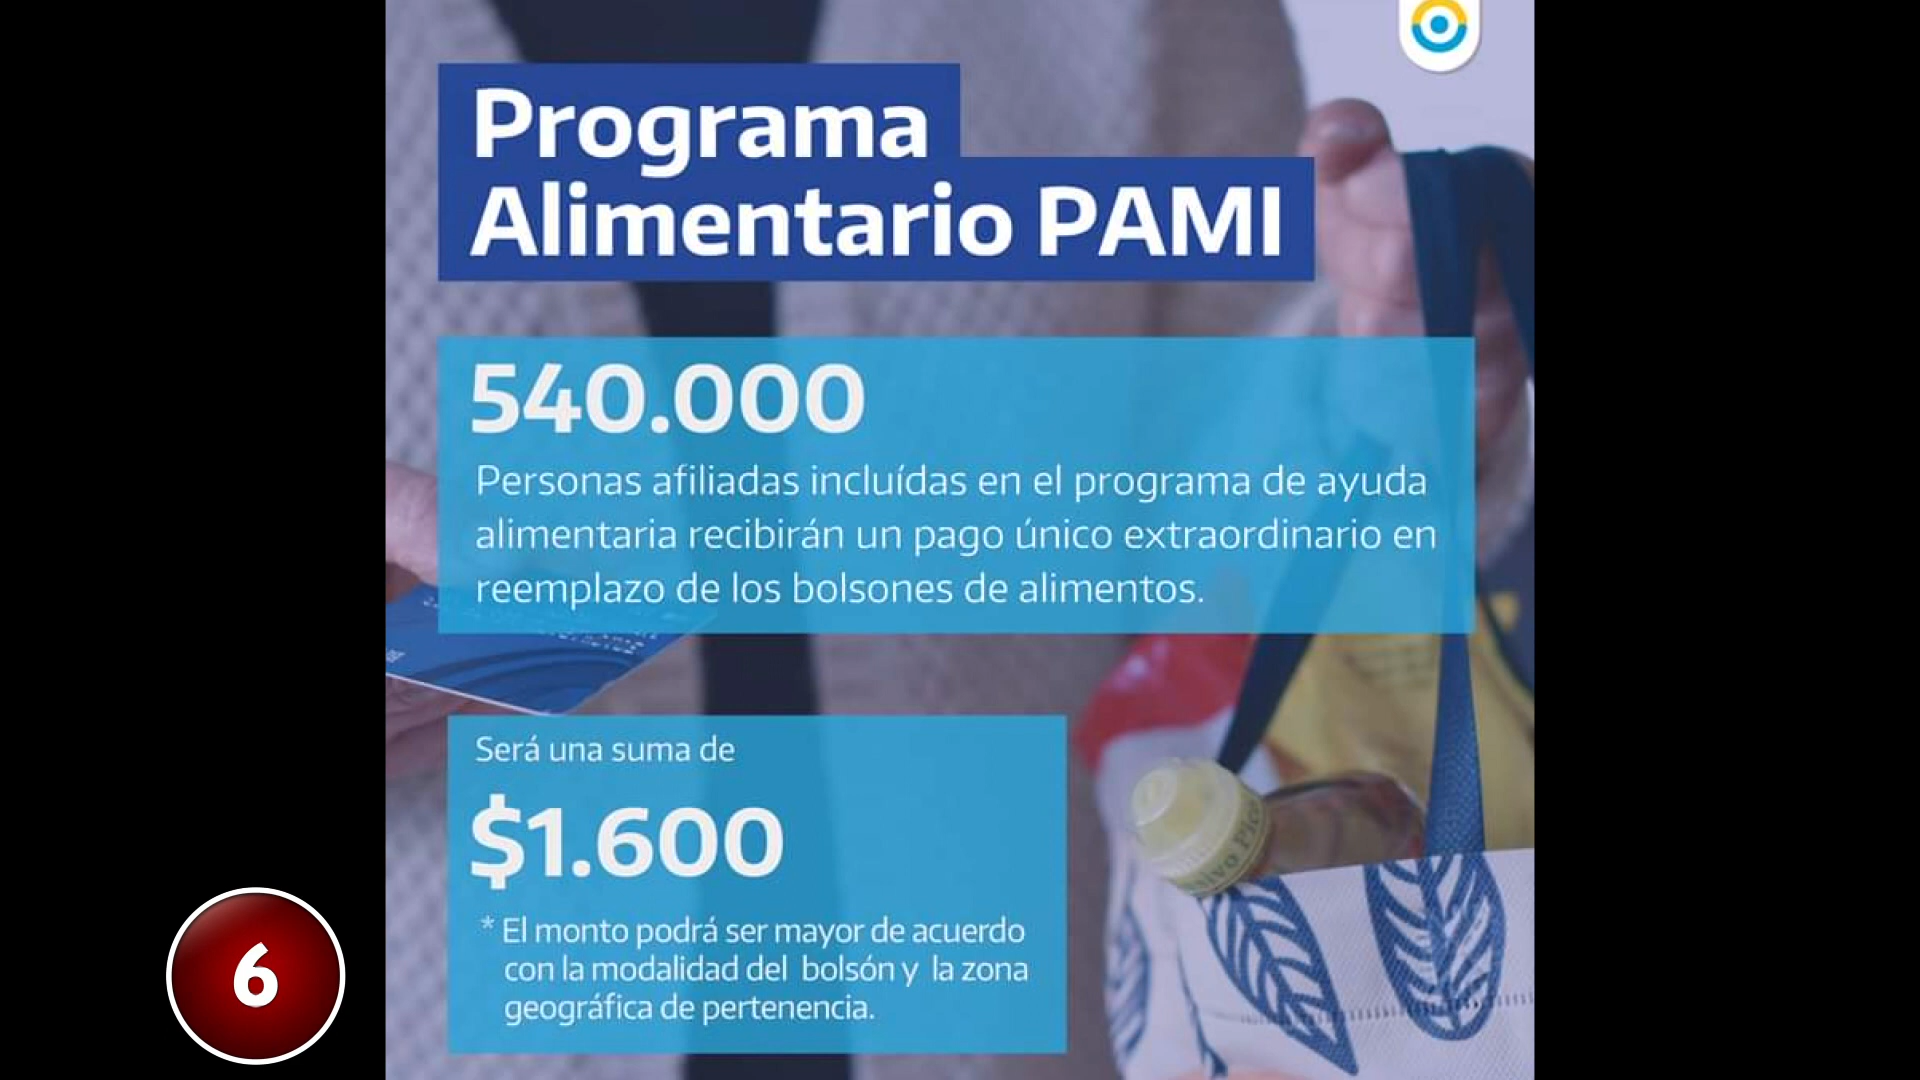 Programa
Alimentario PAMI
540.000
Personas afiliadas incluídas en el programa de ayuda
alimentaria recibirán un pago único extraordinario en
reemplazo de los bolsones de alimentos.
Será una suma de
$1.600
* El monto podrá ser mayor de acuerdo
con la modalidad del bolsón y la zona
geográfica de pertenencia.
6